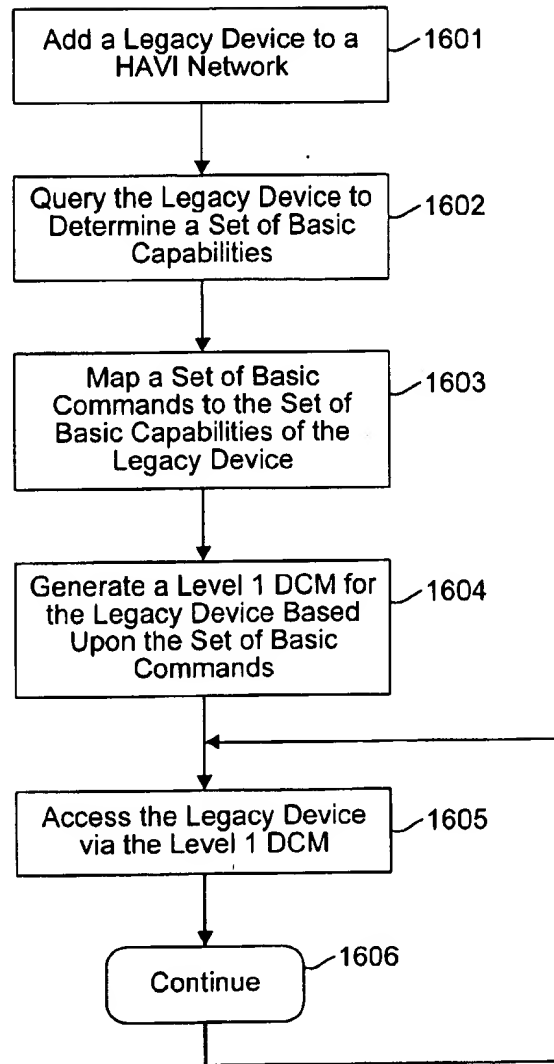 Add a Legacy Device to a
HAVI Network
1601
Query the Legacy Device to
Determine a Set of Basic
Capabilities
1602
Map a Set of Basic
Commands to the Set of
Basic Capabilities of the
Legacy Device
1603
Generate a Level 1 DCM for
the Legacy Device Based
Upon the Set of Basic
Commands
1604
Access the Legacy Device
via the Level 1 DCM
1605
Continue
1606